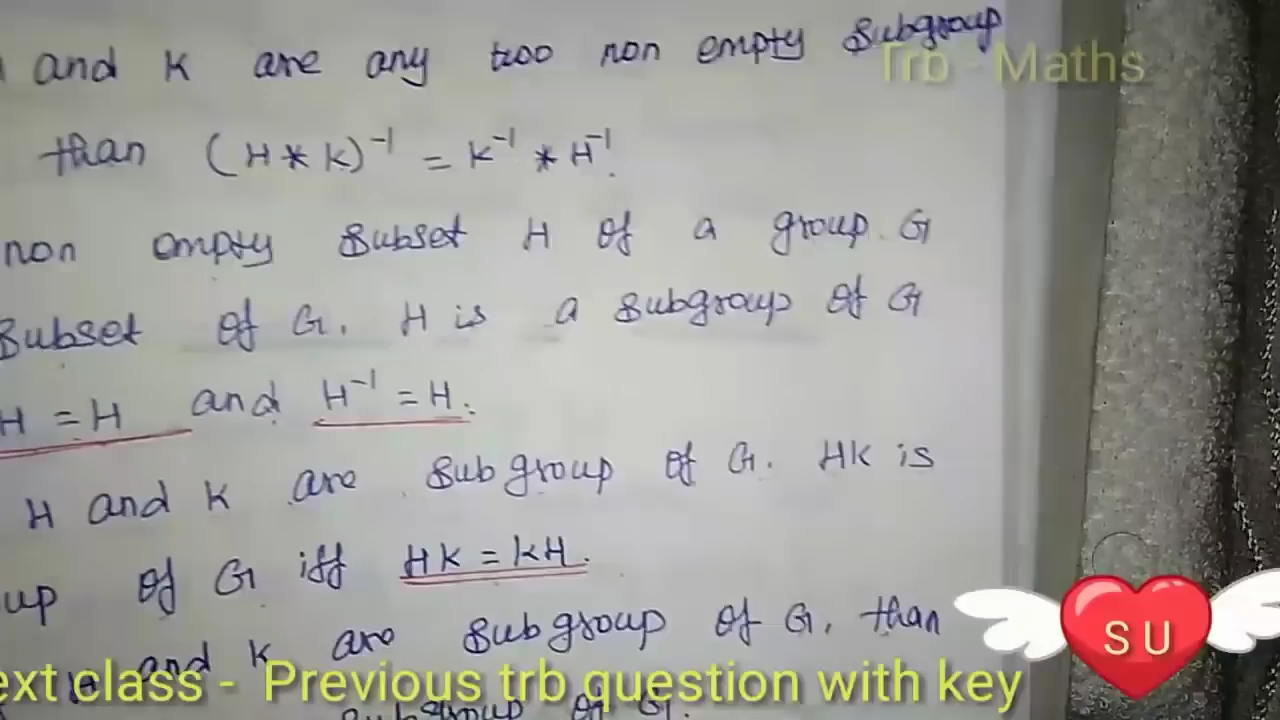 and K are any two non empty subgroup
Trb - Maths
than (H * K)⁻¹ = K⁻¹ * H⁻¹.
non empty subset H of a group G
subset of G. H is a subgroup of G
H = H and H⁻¹ = H.
H and K are subgroup of G. HK is
up of G iff HK = KH.
H and K are subgroup of G, than
ext class - Previous trb question with key
S U
subgroup of G.